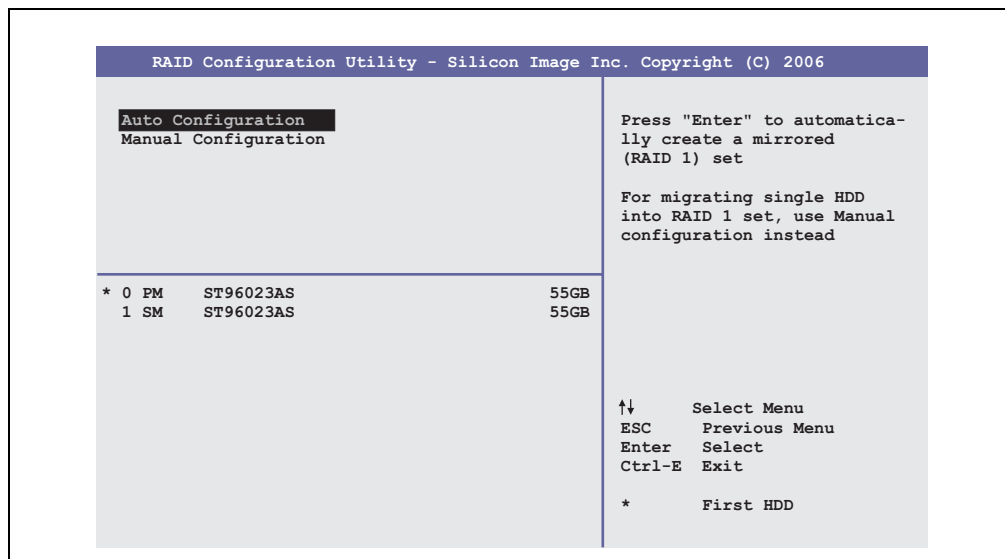 RAID Configuration Utility - Silicon Image Inc. Copyright (C) 2006
Auto Configuration
Manual Configuration
Press "Enter" to automatica-
lly create a mirrored
(RAID 1) set
For migrating single HDD
into RAID 1 set, use Manual
configuration instead
* 0 PM ST96023AS 55GB
1 SM ST96023AS 55GB
↑↓ Select Menu
ESC Previous Menu
Enter Select
Ctrl-E Exit
* First HDD